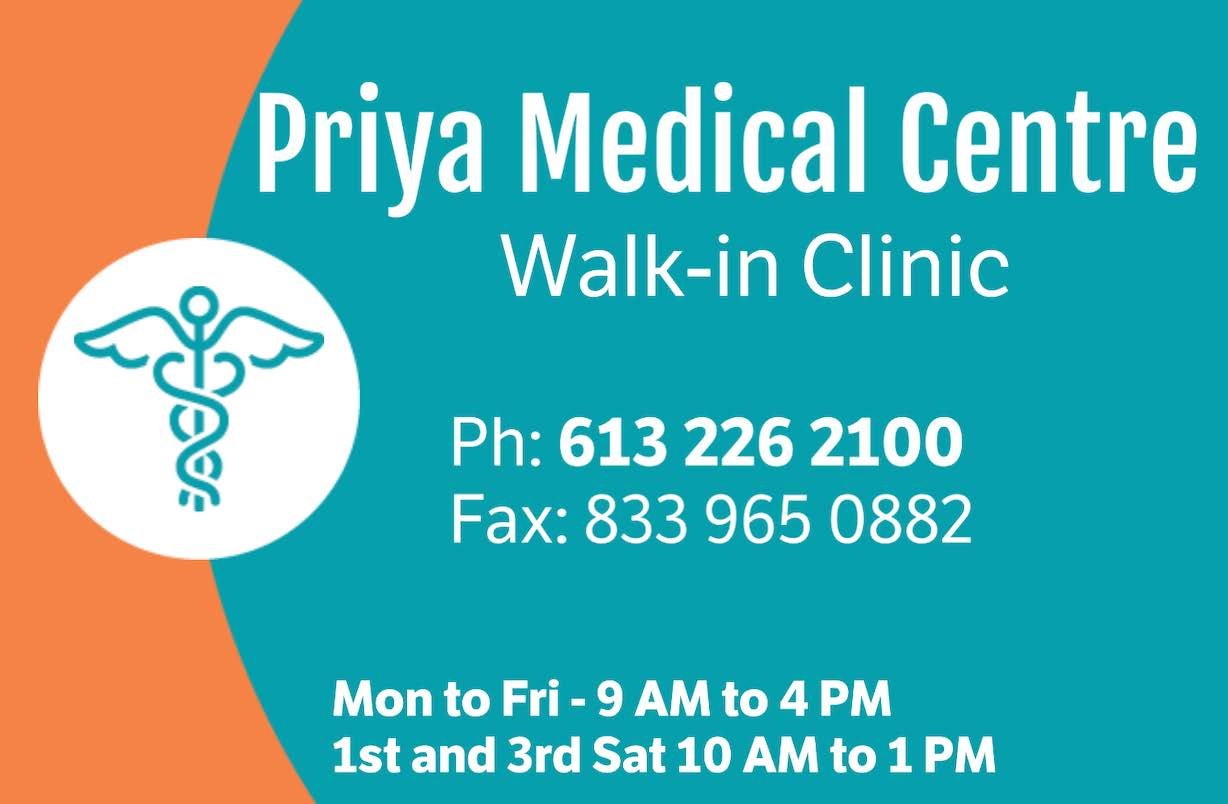 Priya Medical Centre
Walk-in Clinic
Ph: 613 226 2100
Fax: 833 965 0882
Mon to Fri - 9 AM to 4 PM
1st and 3rd Sat 10 AM to 1 PM